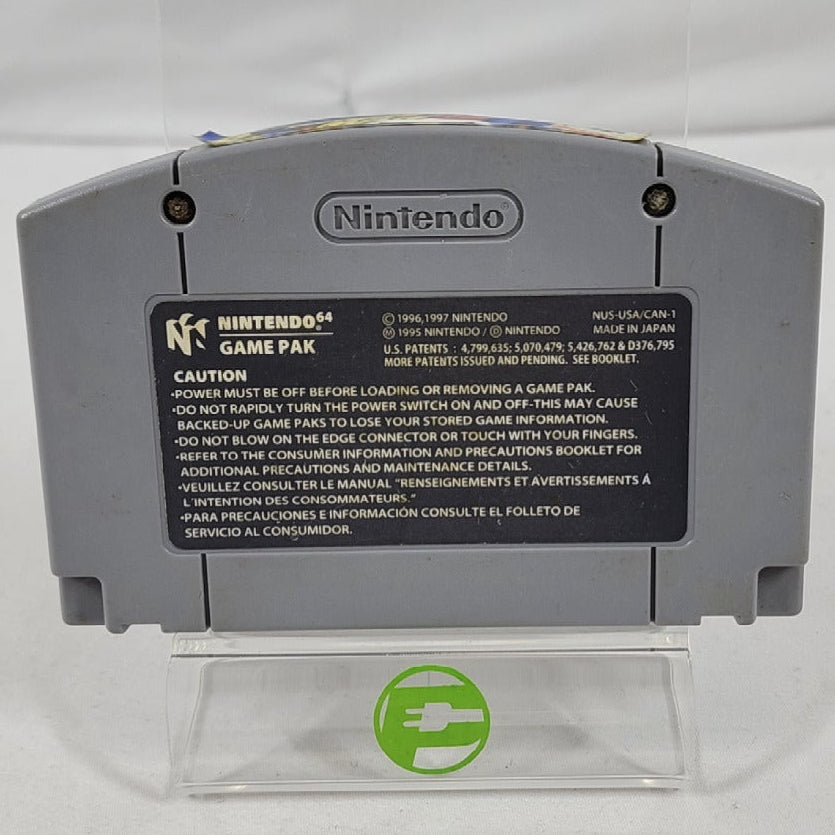 Nintendo®
NINTENDO⁶⁴
GAME PAK
© 1996,1997 NINTENDO
Ⓜ 1995 NINTENDO / Ⓓ NINTENDO
NUS-USA/CAN-1
MADE IN JAPAN
U.S. PATENTS : 4,799,635; 5,070,479; 5,426,762 & D376,795
MORE PATENTS ISSUED AND PENDING. SEE BOOKLET.
CAUTION
•POWER MUST BE OFF BEFORE LOADING OR REMOVING A GAME PAK.
•DO NOT RAPIDLY TURN THE POWER SWITCH ON AND OFF-THIS MAY CAUSE
BACKED-UP GAME PAKS TO LOSE YOUR STORED GAME INFORMATION.
•DO NOT BLOW ON THE EDGE CONNECTOR OR TOUCH WITH YOUR FINGERS.
•REFER TO THE CONSUMER INFORMATION AND PRECAUTIONS BOOKLET FOR
ADDITIONAL PRECAUTIONS AND MAINTENANCE DETAILS.
•VEUILLEZ CONSULTER LE MANUAL "RENSEIGNEMENTS ET AVERTISSEMENTS Á
L'INTENTION DES CONSOMMATEURS."
•PARA PRECAUCIONES E INFORMACIÓN CONSULTE EL FOLLETO DE
SERVICIO AL CONSUMIDOR.